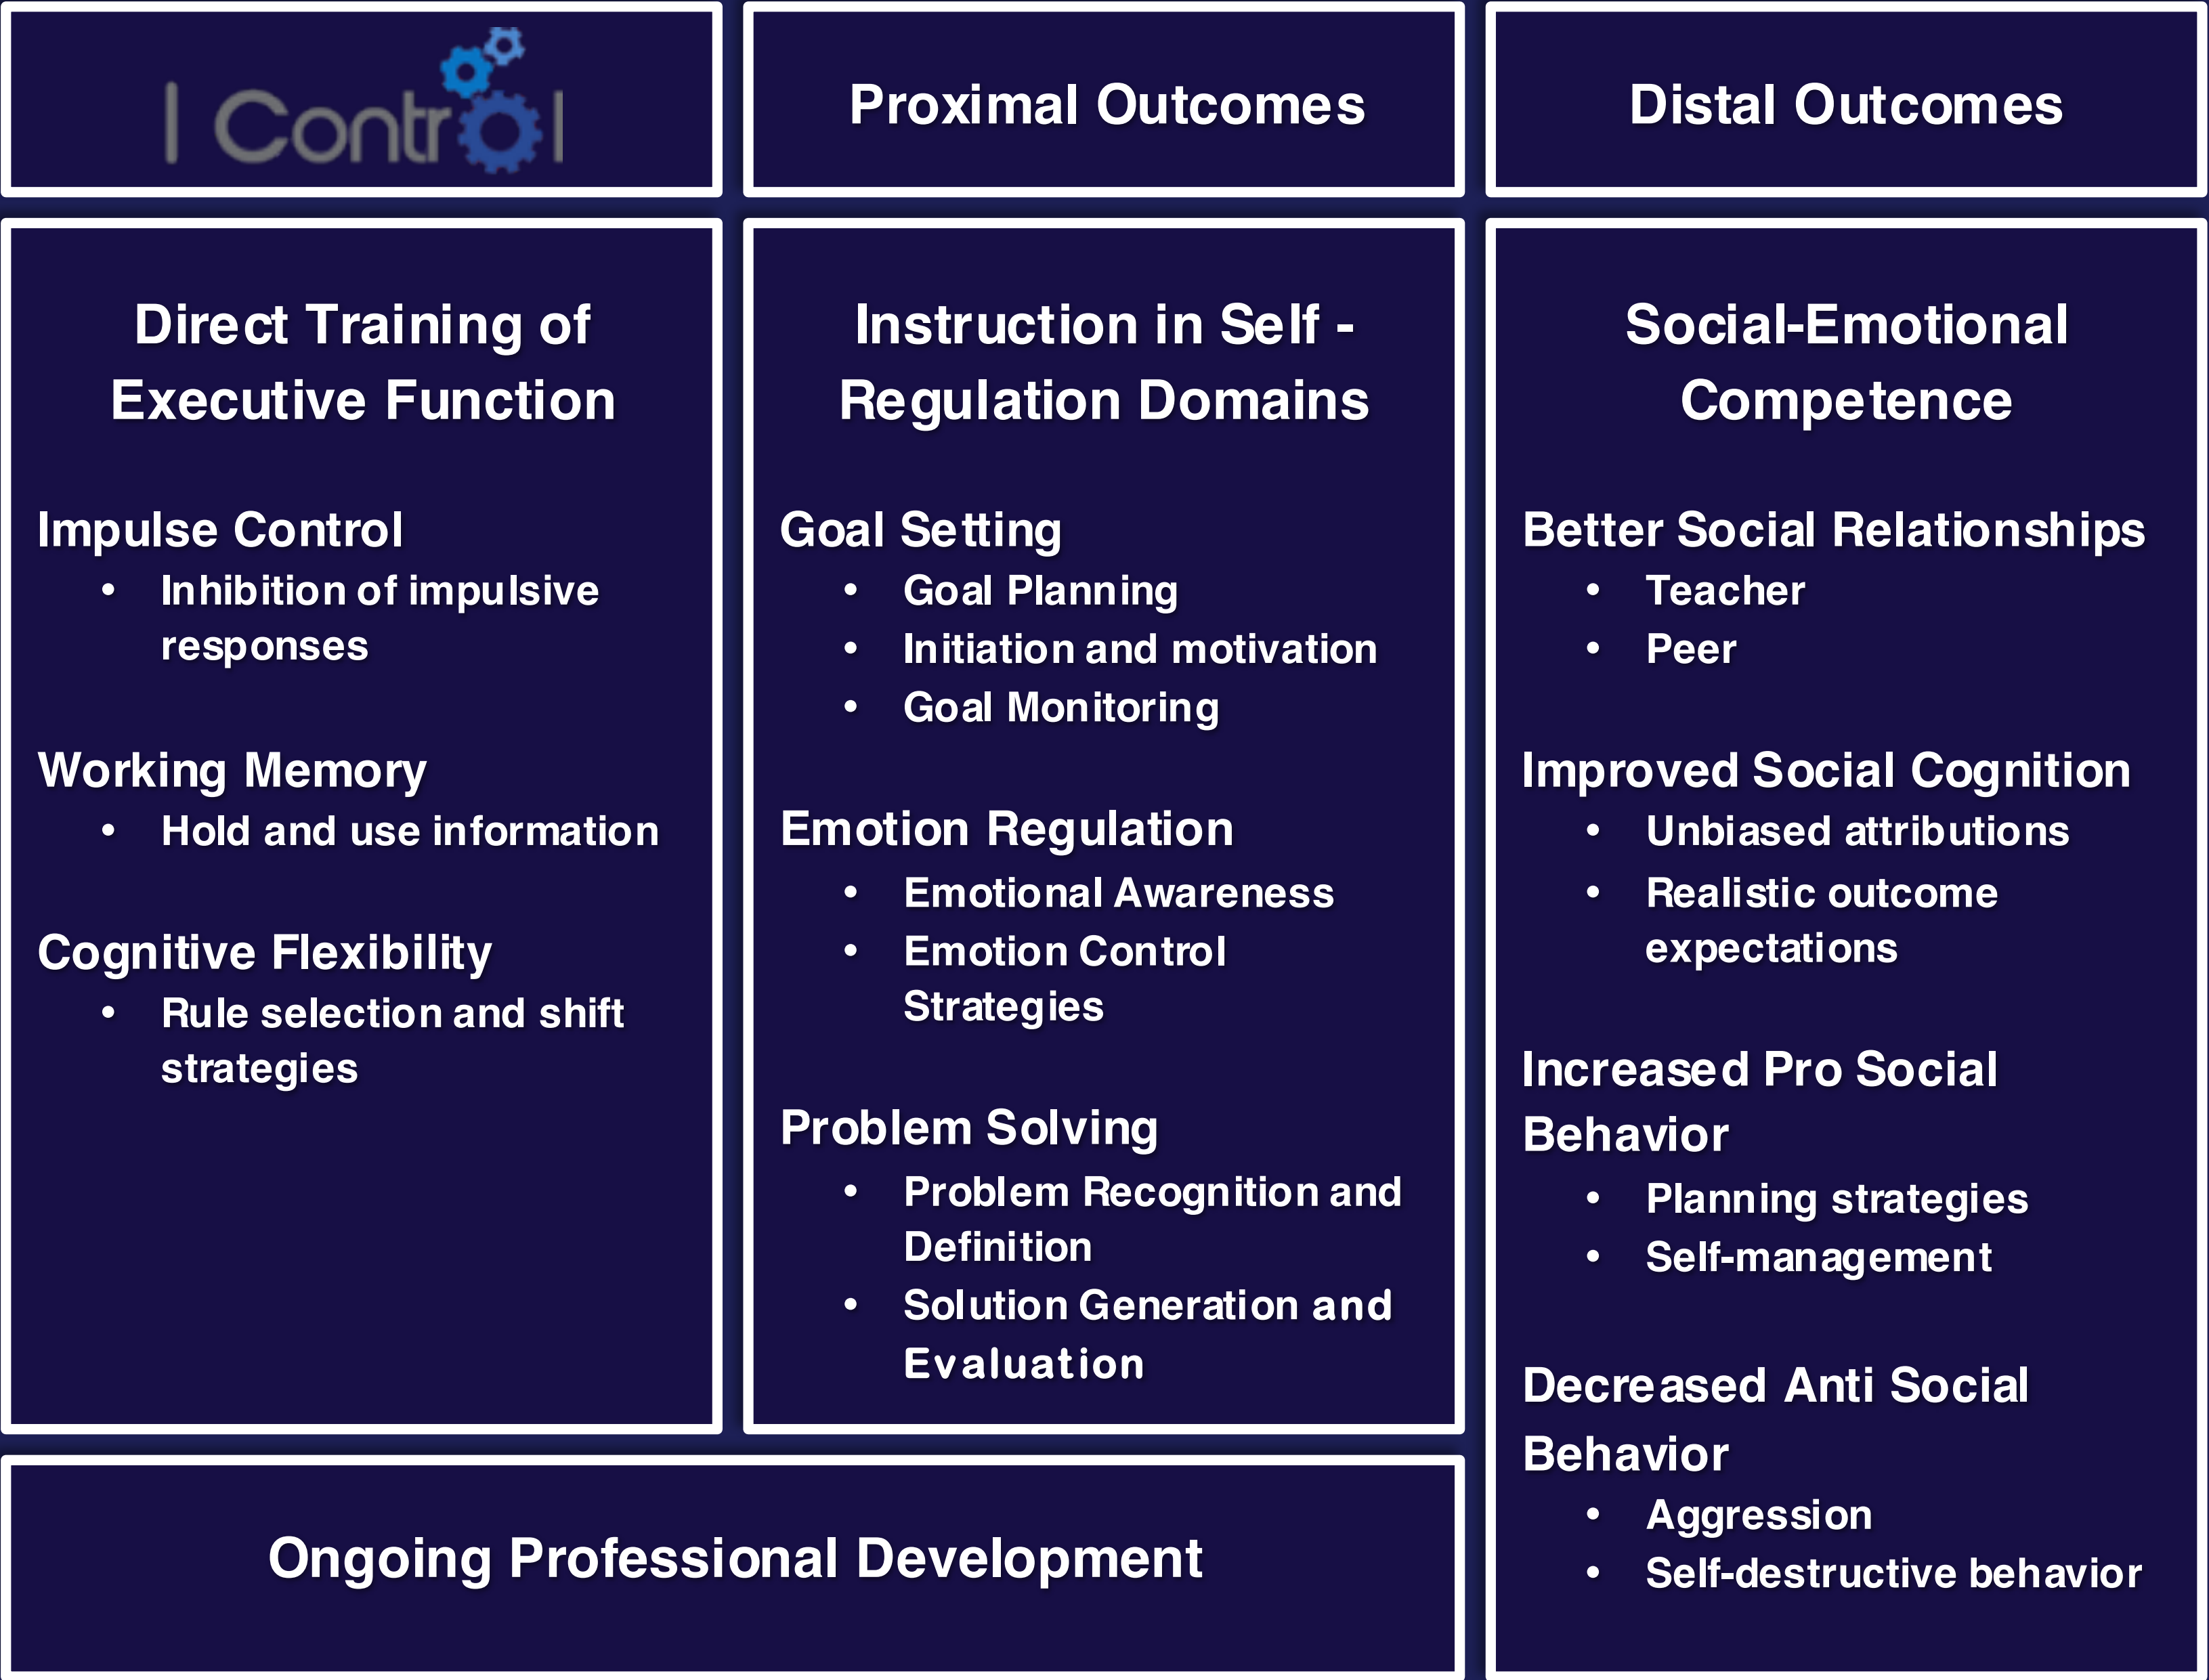 I Control
Proximal Outcomes
Distal Outcomes
Direct Training of
Executive Function
Impulse Control
• Inhibition of impulsive
responses
Working Memory
• Hold and use information
Cognitive Flexibility
• Rule selection and shift
strategies
Instruction in Self -
Regulation Domains
Goal Setting
• Goal Planning
• Initiation and motivation
• Goal Monitoring
Emotion Regulation
• Emotional Awareness
• Emotion Control
Strategies
Problem Solving
• Problem Recognition and
Definition
• Solution Generation and
Evaluation
Social-Emotional
Competence
Better Social Relationships
• Teacher
• Peer
Improved Social Cognition
• Unbiased attributions
• Realistic outcome
expectations
Increased Pro Social
Behavior
• Planning strategies
• Self-management
Decreased Anti Social
Behavior
• Aggression
• Self-destructive behavior
Ongoing Professional Development